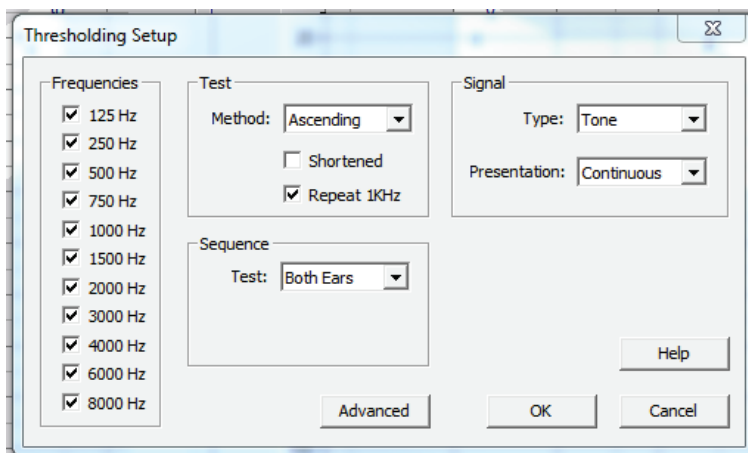 Thresholding Setup
Frequencies
125 Hz
250 Hz
500 Hz
750 Hz
1000 Hz
1500 Hz
2000 Hz
3000 Hz
4000 Hz
6000 Hz
8000 Hz
Test
Method: Ascending
Shortened
Repeat 1KHz
Sequence
Test: Both Ears
Signal
Type: Tone
Presentation: Continuous
Help
Advanced
OK
Cancel